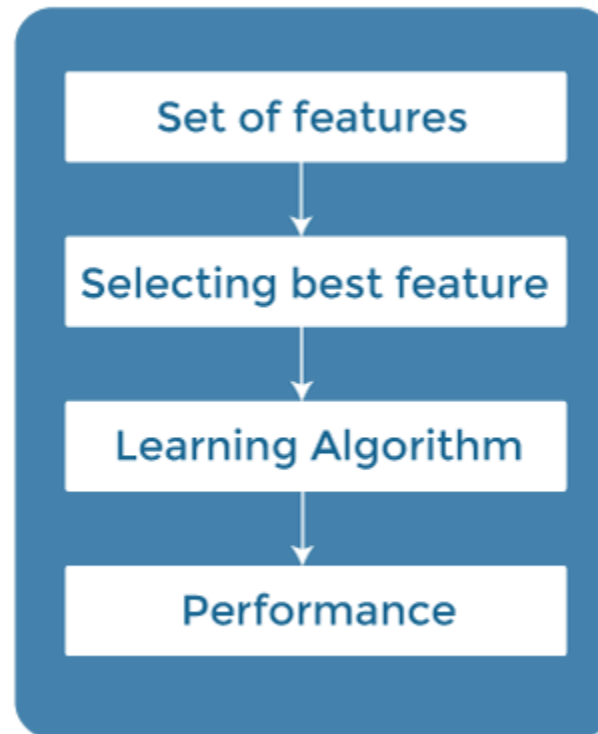 Set of features
Selecting best feature
Learning Algorithm
Performance